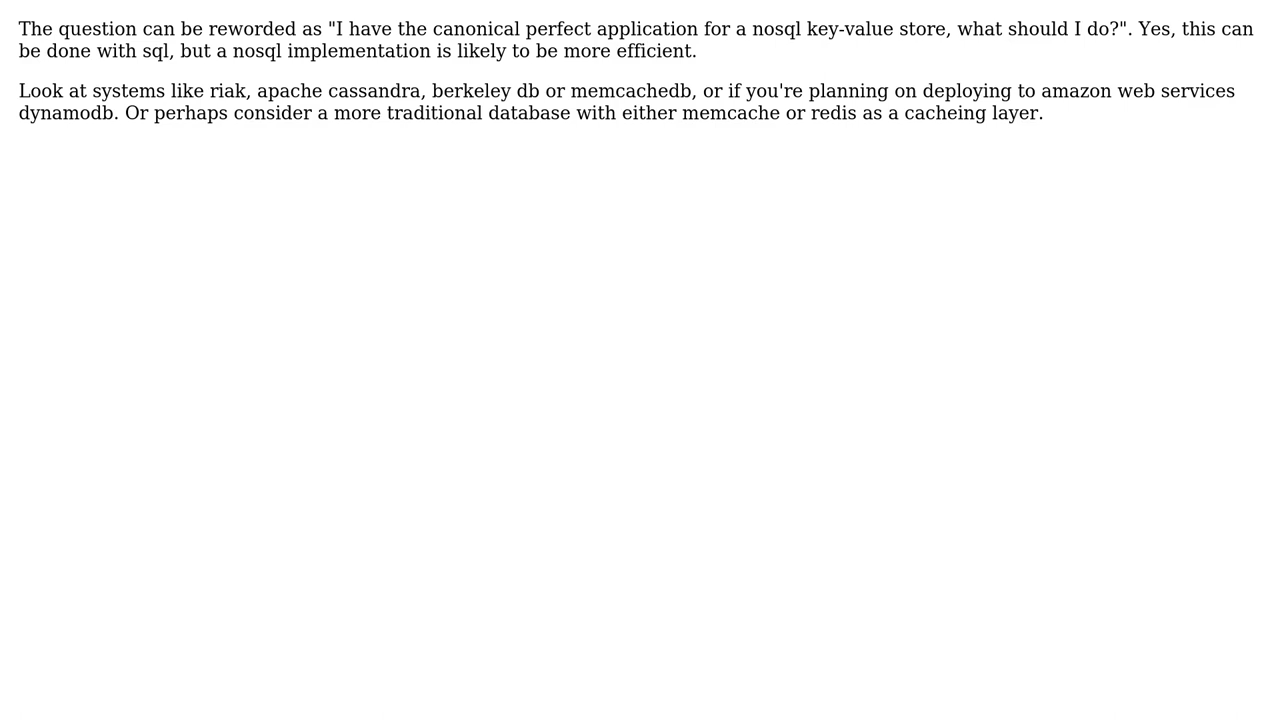 The question can be reworded as "I have the canonical perfect application for a nosql key-value store, what should I do?". Yes, this can
be done with sql, but a nosql implementation is likely to be more efficient.
Look at systems like riak, apache cassandra, berkeley db or memcachedb, or if you're planning on deploying to amazon web services
dynamodb. Or perhaps consider a more traditional database with either memcache or redis as a cacheing layer.